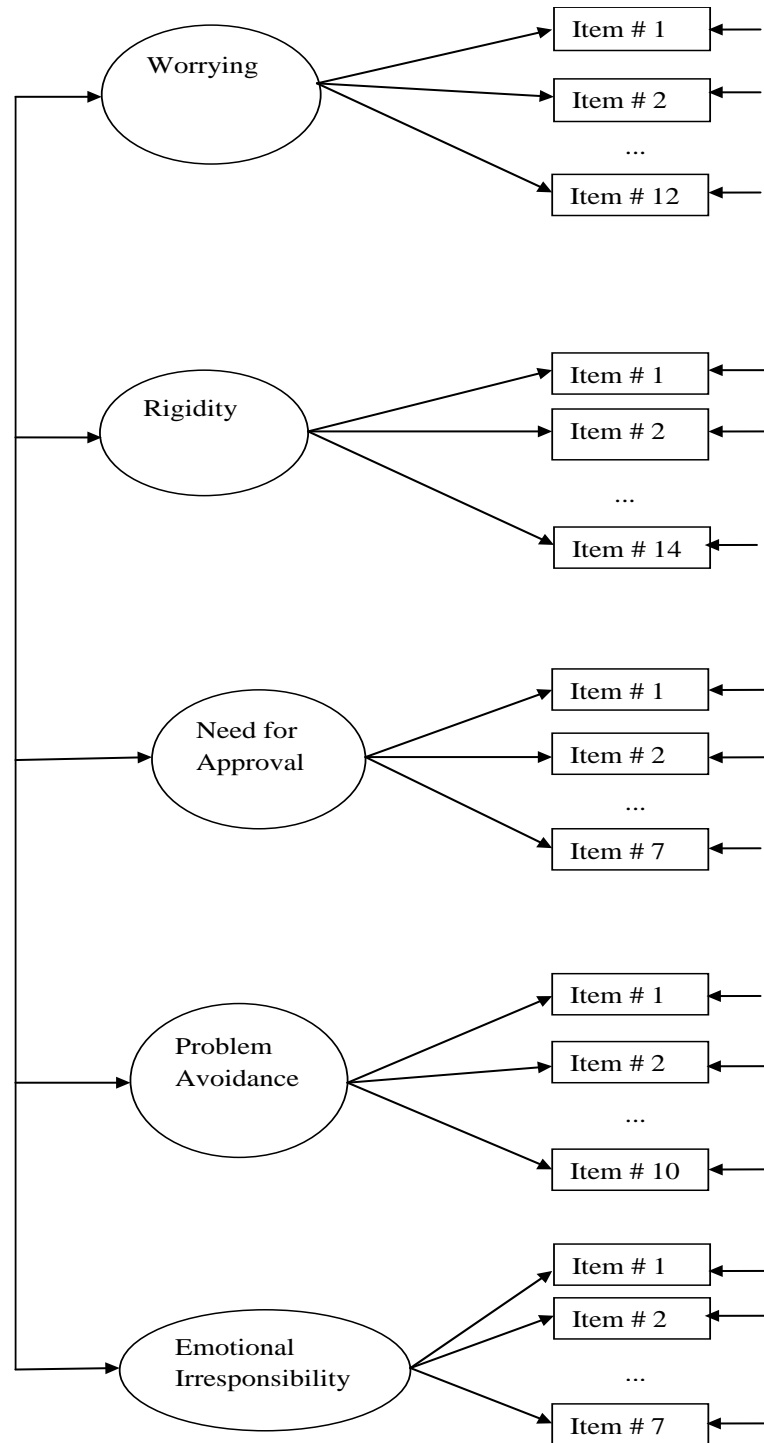 Worrying
Item # 1
Item # 2
...
Item # 12
Rigidity
Item # 1
Item # 2
...
Item # 14
Need for
Approval
Item # 1
Item # 2
...
Item # 7
Problem
Avoidance
Item # 1
Item # 2
...
Item # 10
Emotional
Irresponsibility
Item # 1
Item # 2
...
Item # 7